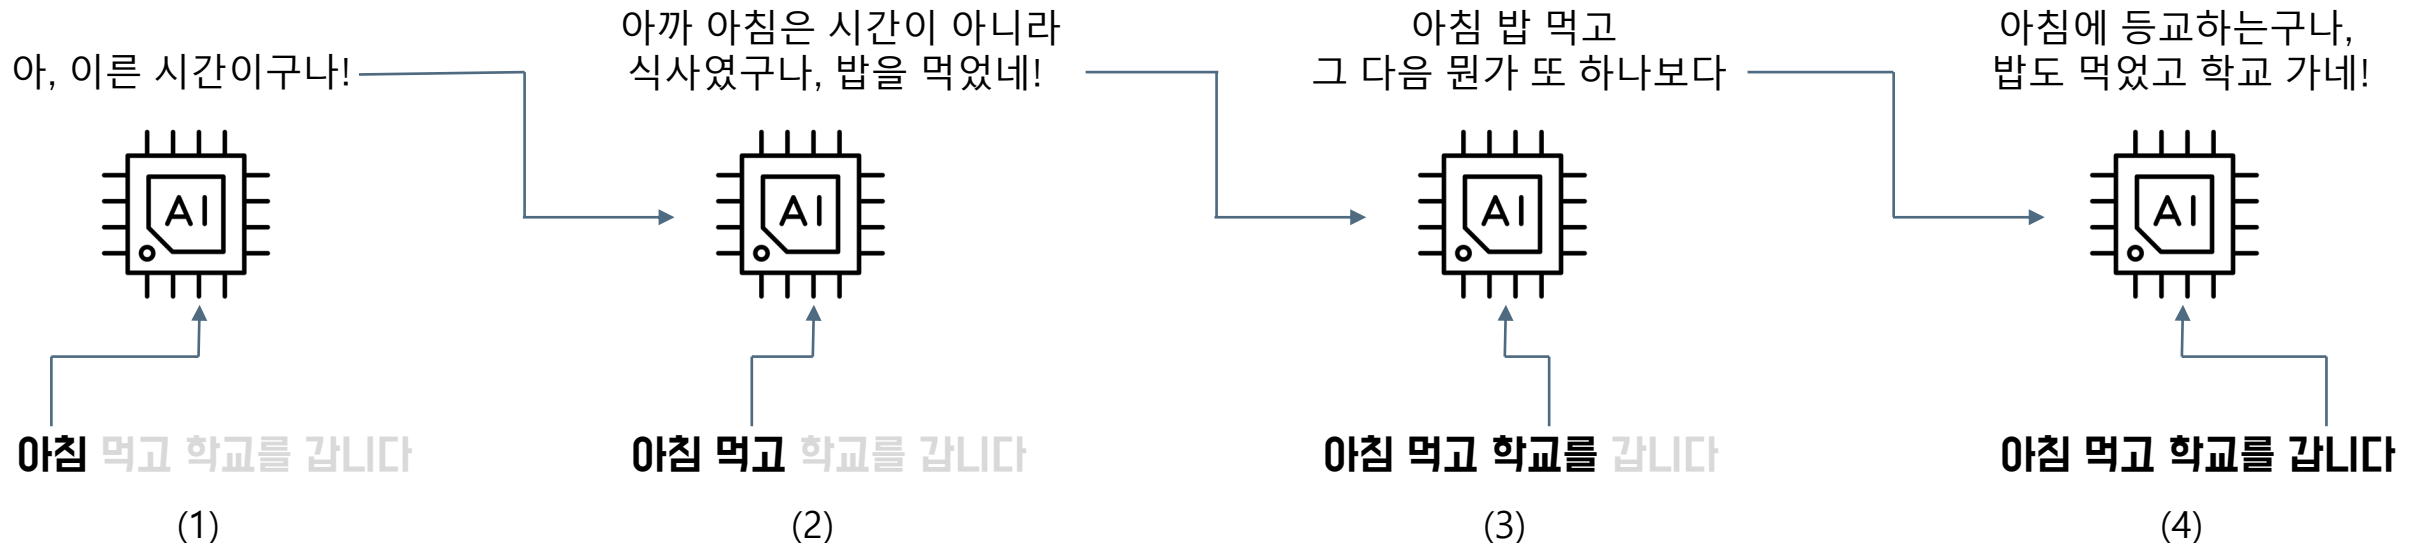 아, 이른 시간이구나!
AI
아침 먹고 학교를 갑니다
(1)
아까 아침은 시간이 아니라
식사였구나, 밥을 먹었네!
AI
아침 먹고 학교를 갑니다
(2)
아침 밥 먹고
그 다음 뭔가 또 하나보다
AI
아침 먹고 학교를 갑니다
(3)
아침에 등교하는구나,
밥도 먹었고 학교 가네!
AI
아침 먹고 학교를 갑니다
(4)